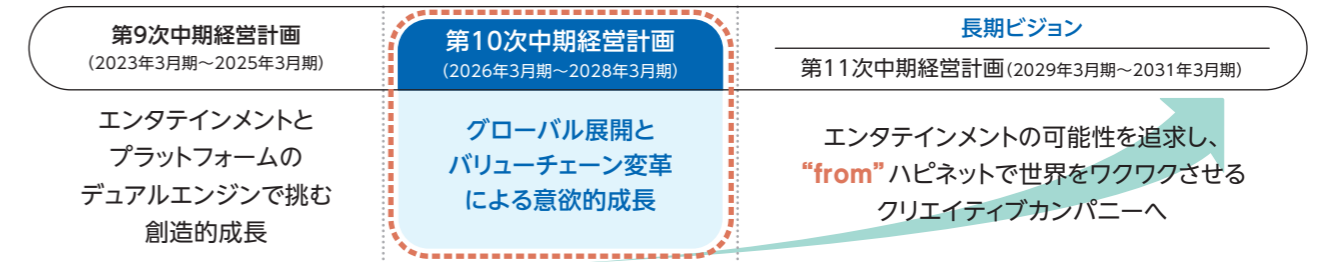 第9次中期経営計画
(2023年3月期～2025年3月期)
エンタテインメントと
プラットフォームの
デュアルエンジンで挑む
創造的成長
第10次中期経営計画
(2026年3月期～2028年3月期)
グローバル展開と
バリューチェーン変革
による意欲的成長
長期ビジョン
第11次中期経営計画(2029年3月期～2031年3月期)
エンタテインメントの可能性を追求し、
“from”ハピネットで世界をワクワクさせる
クリエイティブカンパニーへ